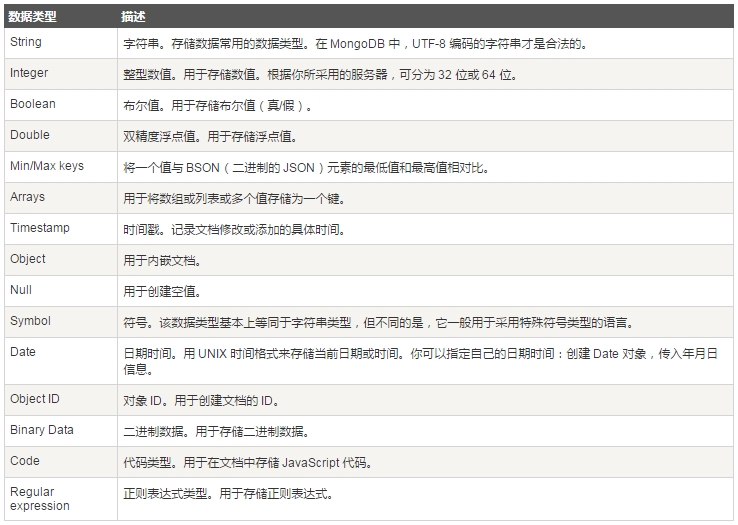 数据类型 描述
String 字符串。存储数据常用的数据类型。在 MongoDB 中，UTF-8 编码的字符串才是合法的。
Integer 整型数值。用于存储数值。根据你所采用的服务器，可分为 32 位或 64 位。
Boolean 布尔值。用于存储布尔值（真/假）。
Double 双精度浮点值。用于存储浮点值。
Min/Max keys 将一个值与 BSON（二进制的 JSON）元素的最低值和最高值相对比。
Arrays 用于将数组或列表或多个值存储为一个键。
Timestamp 时间戳。记录文档修改或添加的具体时间。
Object 用于内嵌文档。
Null 用于创建空值。
Symbol 符号。该数据类型基本上等同于字符串类型，但不同的是，它一般用于采用特殊符号类型的语言。
Date 日期时间。用 UNIX 时间格式来存储当前日期或时间。你可以指定自己的日期时间：创建 Date 对象，传入年月日
信息。
Object ID 对象 ID。用于创建文档的 ID。
Binary Data 二进制数据。用于存储二进制数据。
Code 代码类型。用于在文档中存储 JavaScript 代码。
Regular 正则表达式类型。用于存储正则表达式。
expression